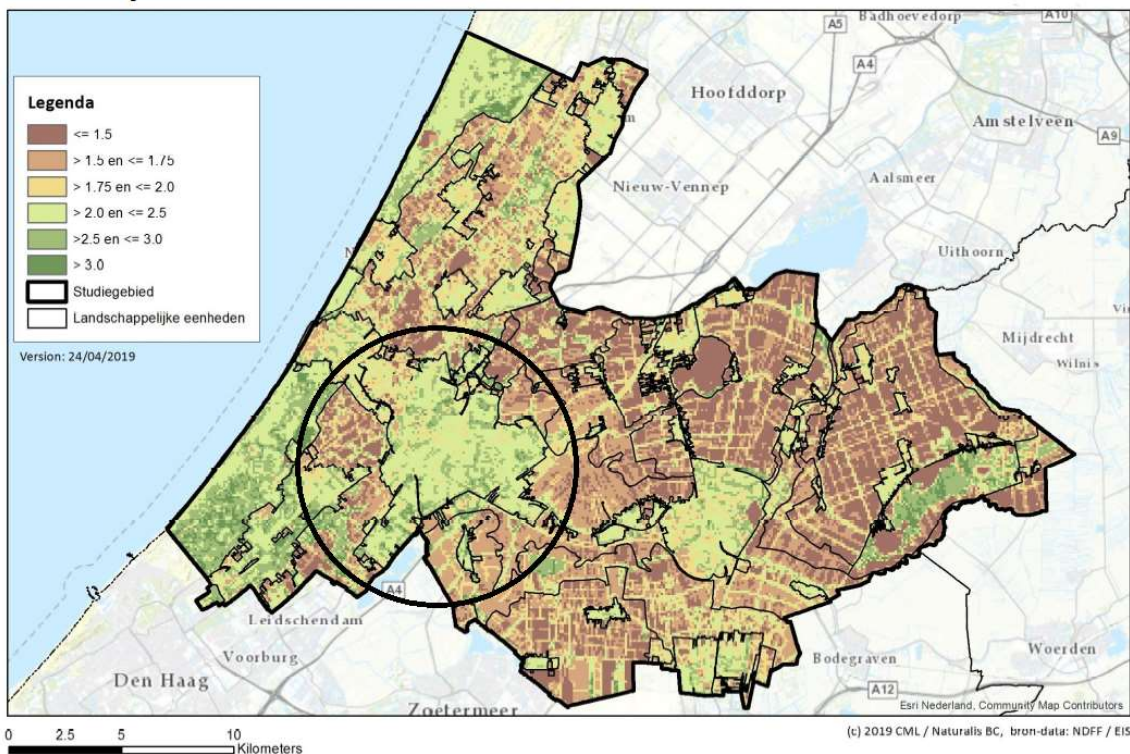 Badhoevedorp
A10
A5
A4
Hoofddorp
Amstelveen
A9
Legenda
<= 1.5
> 1.5 en <= 1.75
> 1.75 en <= 2.0
> 2.0 en <= 2.5
>2.5 en <= 3.0
> 3.0
Studiegebied
Landschappelijke eenheden
Version: 24/04/2019
Nieuw-Vennep
Aalsmeer
Uithoorn
Mijdrecht
Wilnis
A4
Leidschendam
Voorburg
Den Haag
Zoetermeer
Bodegraven
Woerden
A12
Esri Nederland, Community Map Contributors
0 2.5 5 10
Kilometers
(c) 2019 CML / Naturalis BC, bron-data: NDFF / EIS